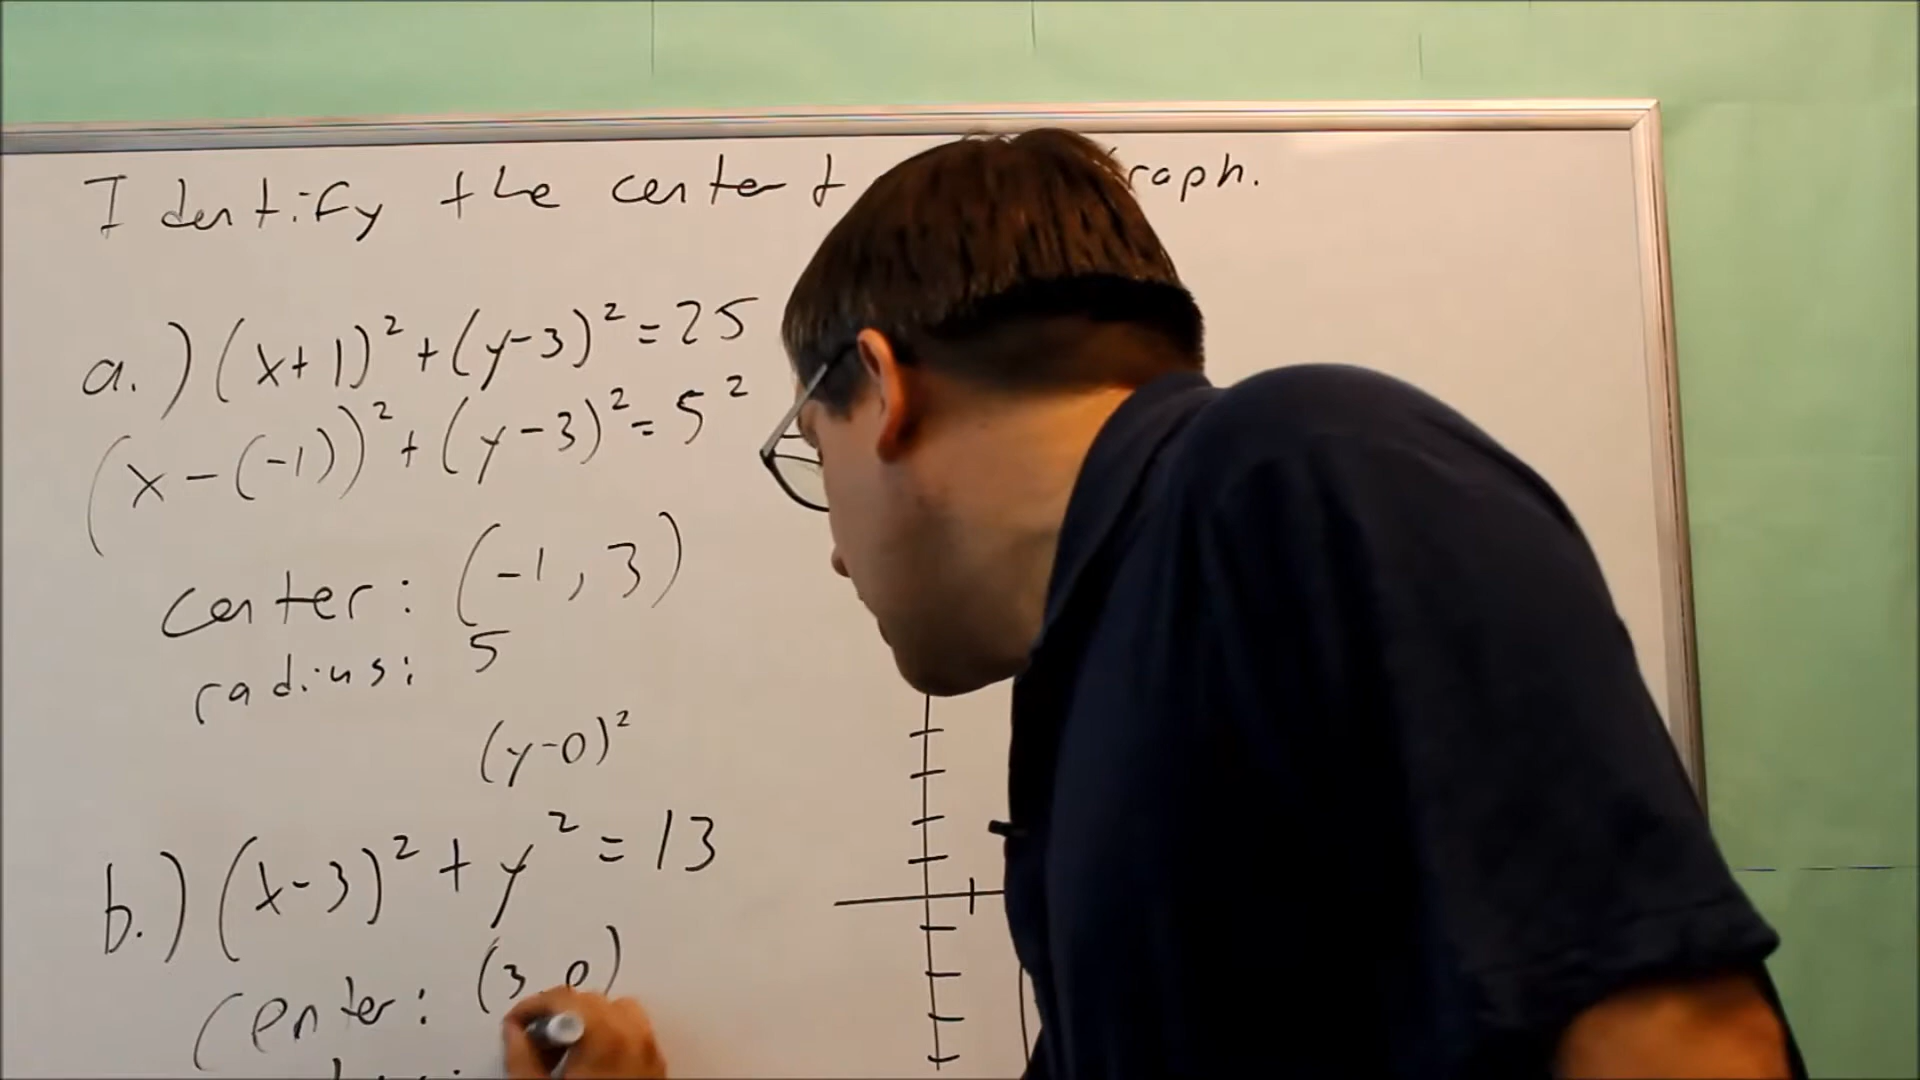 Identify the center &
a.) (x+1)² + (y-3)² = 25
(x-(-1))² + (y-3)² = 5²
center: (-1, 3)
radius: 5
(y-0)²
b.) (x-3)² + y² = 13
center: (3,0)